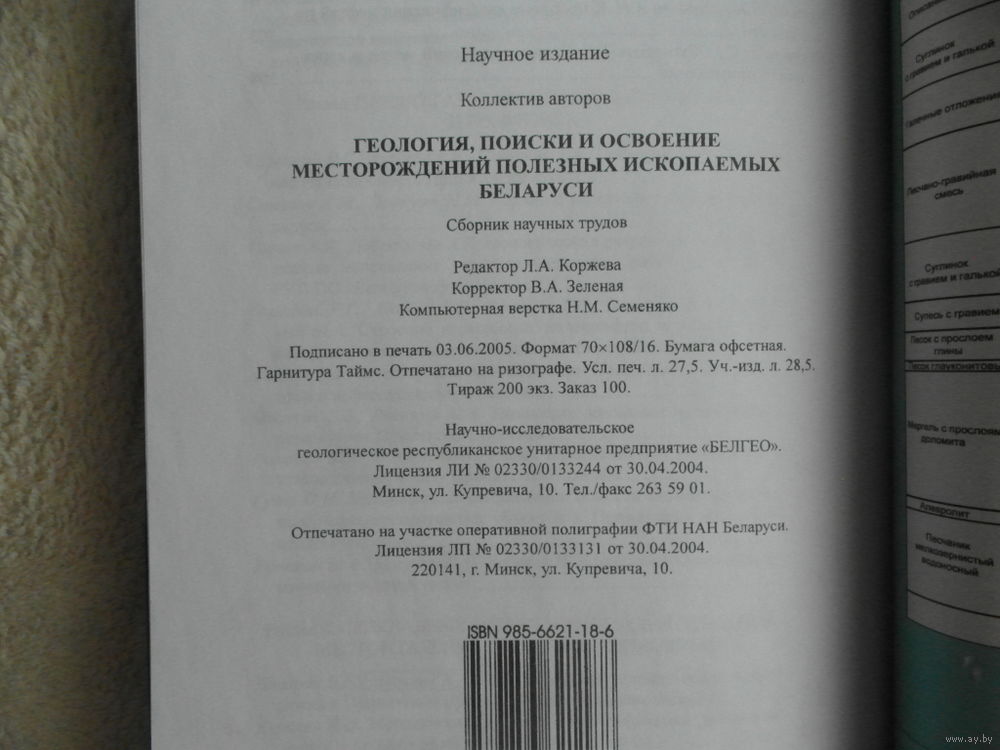 Научное издание
Коллектив авторов
ГЕОЛОГИЯ, ПОИСКИ И ОСВОЕНИЕ
МЕСТОРОЖДЕНИЙ ПОЛЕЗНЫХ ИСКОПАЕМЫХ
БЕЛАРУСИ
Сборник научных трудов
Редактор Л.А. Коржева
Корректор В.А. Зеленая
Компьютерная верстка Н.М. Семеняко
Подписано в печать 03.06.2005. Формат 70×108/16. Бумага офсетная.
Гарнитура Таймс. Отпечатано на ризографе. Усл. печ. л. 27,5. Уч.-изд. л. 28,5.
Тираж 200 экз. Заказ 100.
Научно-исследовательское
геологическое республиканское унитарное предприятие «БЕЛГЕО».
Лицензия ЛИ № 02330/0133244 от 30.04.2004.
Минск, ул. Купревича, 10. Тел./факс 263 59 01.
Отпечатано на участке оперативной полиграфии ФТИ НАН Беларуси.
Лицензия ЛП № 02330/0133131 от 30.04.2004.
220141, г. Минск, ул. Купревича, 10.
ISBN 985-6621-18-6
Суглинок
с гравием и галькой
отложения
Песчано-гравийная
смесь
Суглинок
с гравием и галькой
Супесь с гравием
Песок с прослоем
глины
Песок глауконитовы
Мергель с прослоям
доломита
Алевролит
Песчаник
мелкозернистый
водоносный
www.ay.by